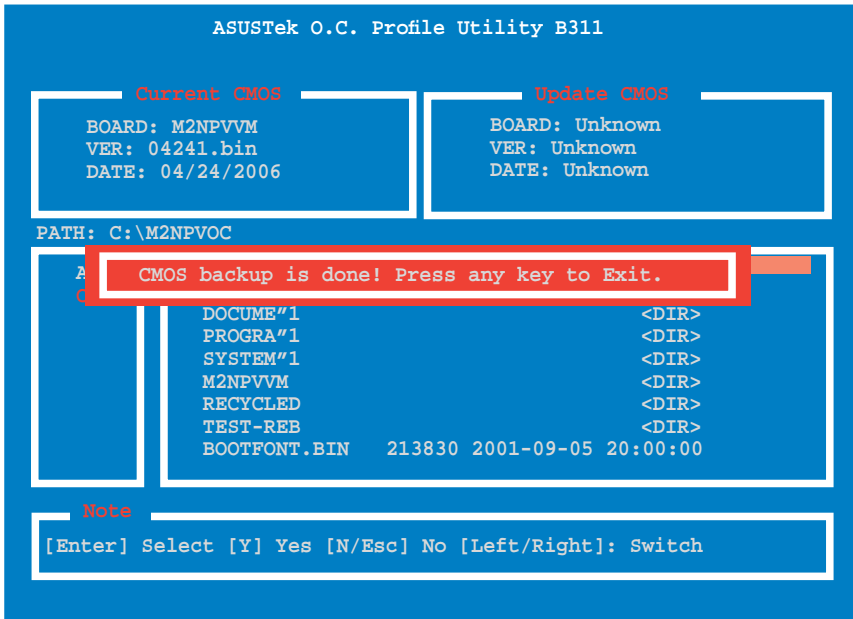 ASUSTek O.C. Profile Utility B311
Current CMOS
BOARD: M2NPVVM
VER: 04241.bin
DATE: 04/24/2006
Update CMOS
BOARD: Unknown
VER: Unknown
DATE: Unknown
PATH: C:\M2NPVOC
A
C
CMOS backup is done! Press any key to Exit.
DOCUME"1 <DIR>
PROGRA"1 <DIR>
SYSTEM"1 <DIR>
M2NPVVM <DIR>
RECYCLED <DIR>
TEST-REB <DIR>
BOOTFONT.BIN 213830 2001-09-05 20:00:00
Note
[Enter] Select [Y] Yes [N/Esc] No [Left/Right]: Switch